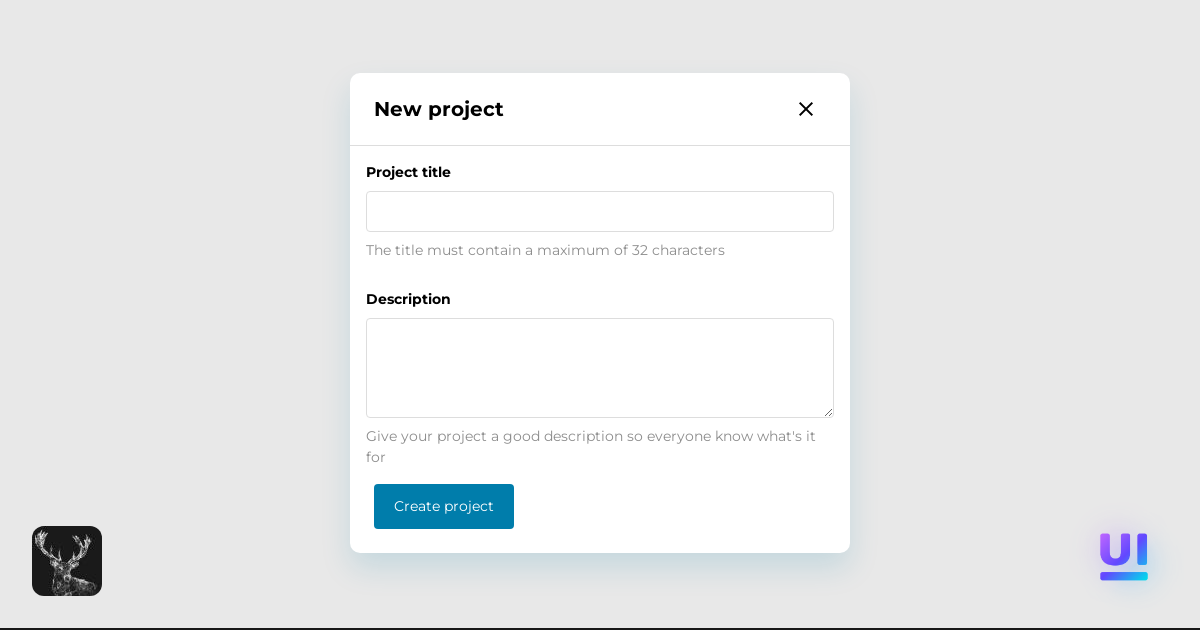 New project
Project title
The title must contain a maximum of 32 characters
Description
Give your project a good description so everyone know what's it
for
Create project
UI